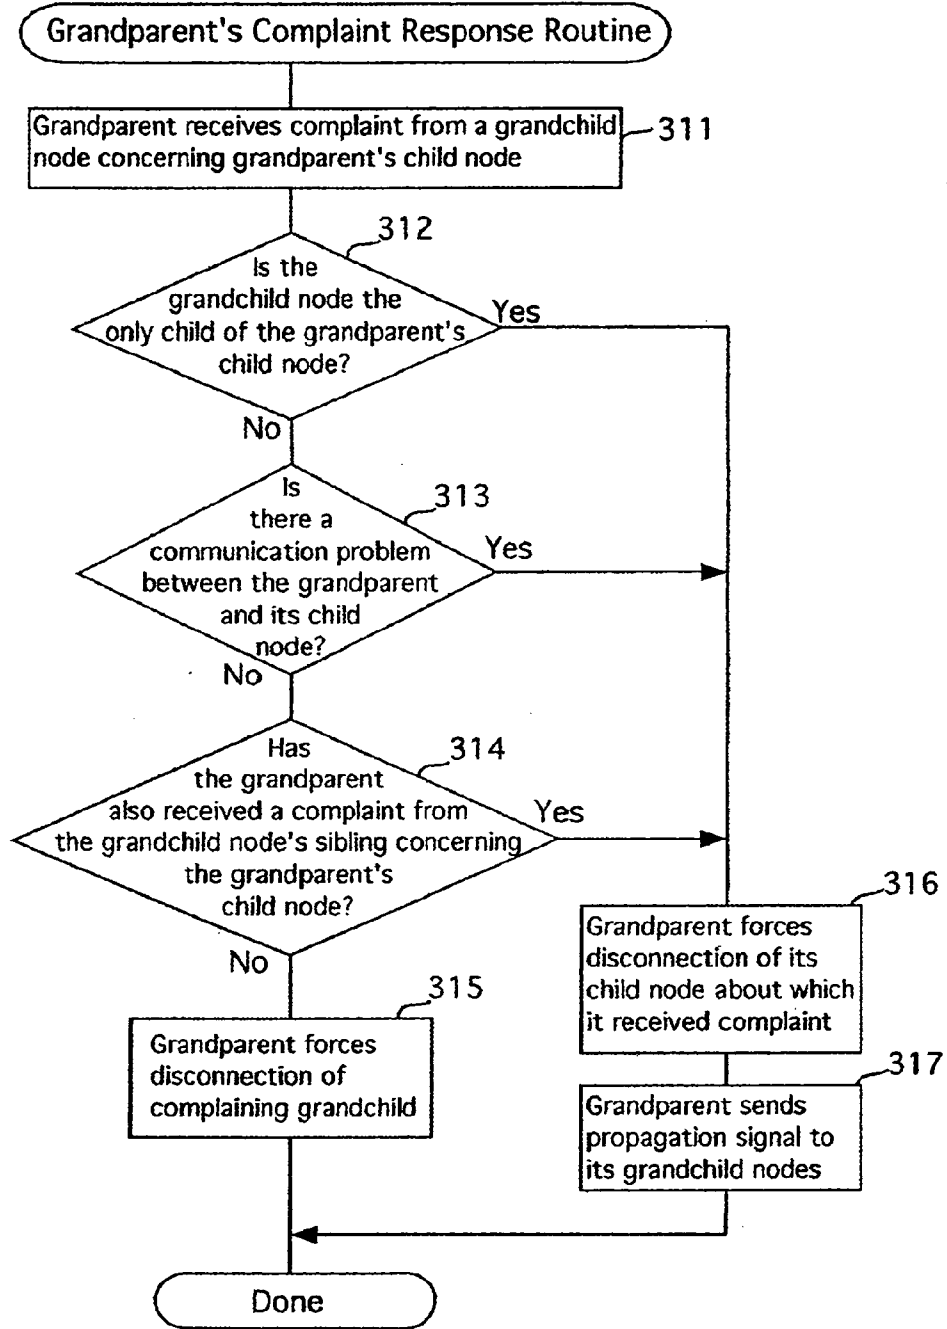 Grandparent's Complaint Response Routine
Grandparent receives complaint from a grandchild
node concerning grandparent's child node
311
312
Is the
grandchild node the
only child of the grandparent's
child node?
Yes
No
313
Is
there a
communication problem
between the grandparent
and its child
node?
Yes
No
314
Has
the grandparent
also received a complaint from
the grandchild node's sibling concerning
the grandparent's
child node?
Yes
No
315
Grandparent forces
disconnection of
complaining grandchild
316
Grandparent forces
disconnection of its
child node about which
it received complaint
317
Grandparent sends
propagation signal to
its grandchild nodes
Done